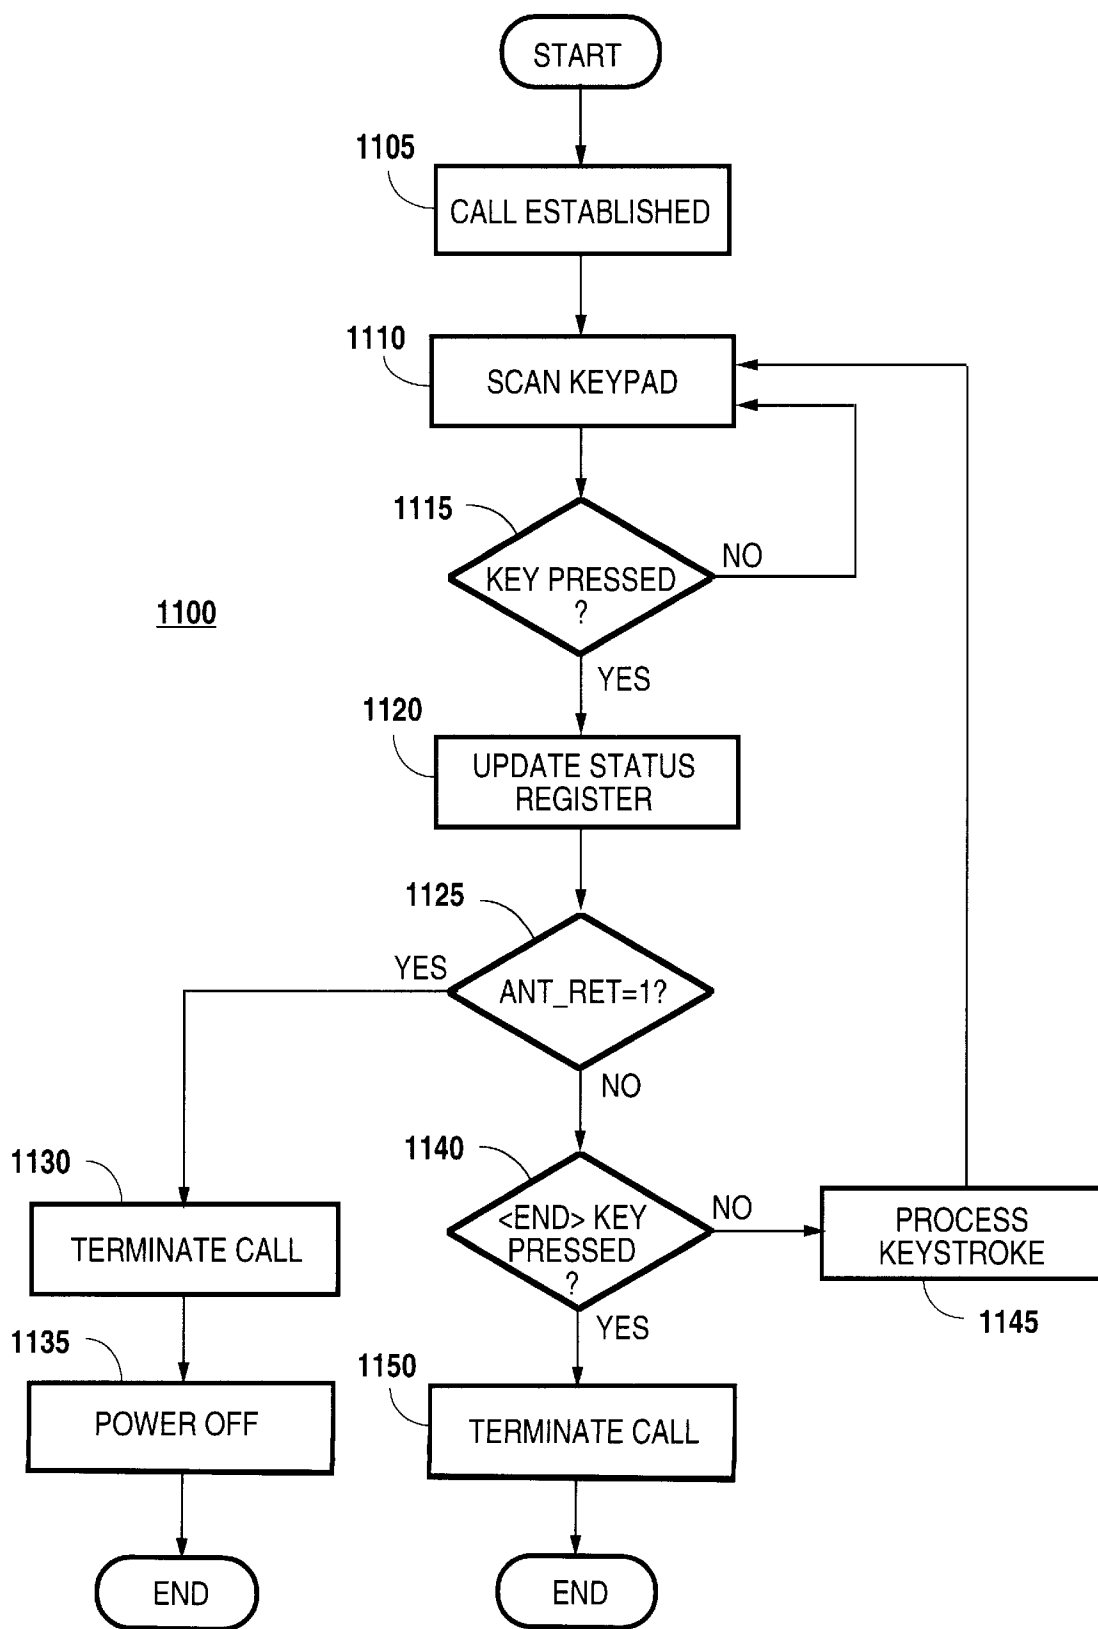 START
1105
CALL ESTABLISHED
1110
SCAN KEYPAD
1115
KEY PRESSED
?
NO
1100
YES
1120
UPDATE STATUS
REGISTER
1125
YES
ANT_RET=1?
NO
1130
TERMINATE CALL
1140
<END> KEY
PRESSED
?
NO
PROCESS
KEYSTROKE
1145
YES
1135
POWER OFF
1150
TERMINATE CALL
END
END